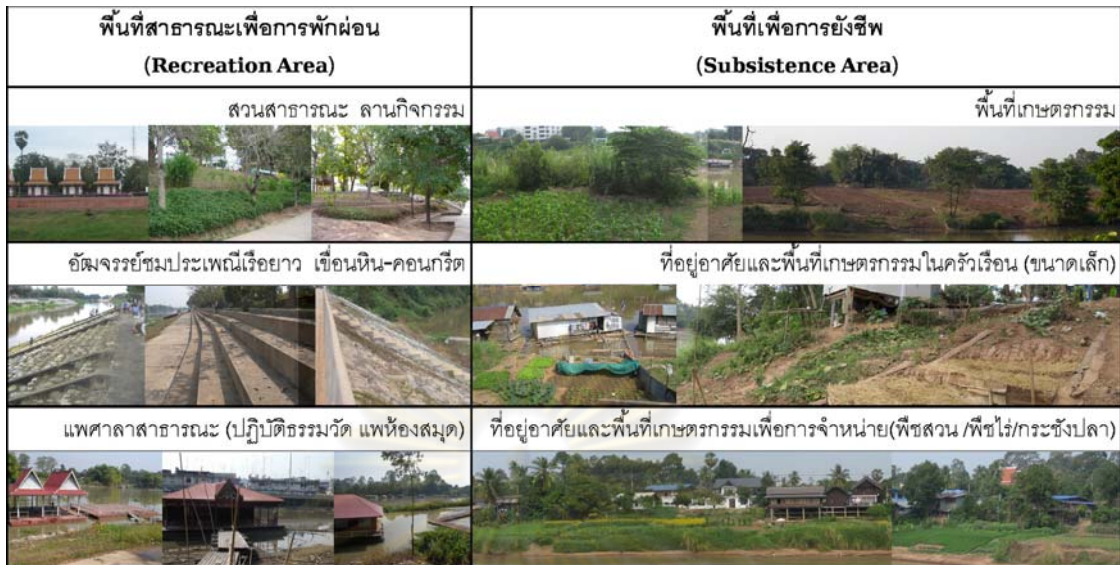 พื้นที่สาธารณะเพื่อการพักผ่อน
(Recreation Area)
พื้นที่เพื่อการยังชีพ
(Subsistence Area)
สวนสาธารณะ ลานกิจกรรม
พื้นที่เกษตรกรรม
อัฒจรรย์ชมประเพณีเรือยาว เขื่อนหิน-คอนกรีต
ที่อยู่อาศัยและพื้นที่เกษตรกรรมในครัวเรือน (ขนาดเล็ก)
แพศาลาสาธารณะ (ปฏิบัติธรรมวัด แพห้องสมุด)
ที่อยู่อาศัยและพื้นที่เกษตรกรรมเพื่อการจำหน่าย(พืชสวน /พืชไร่/กระชังปลา)